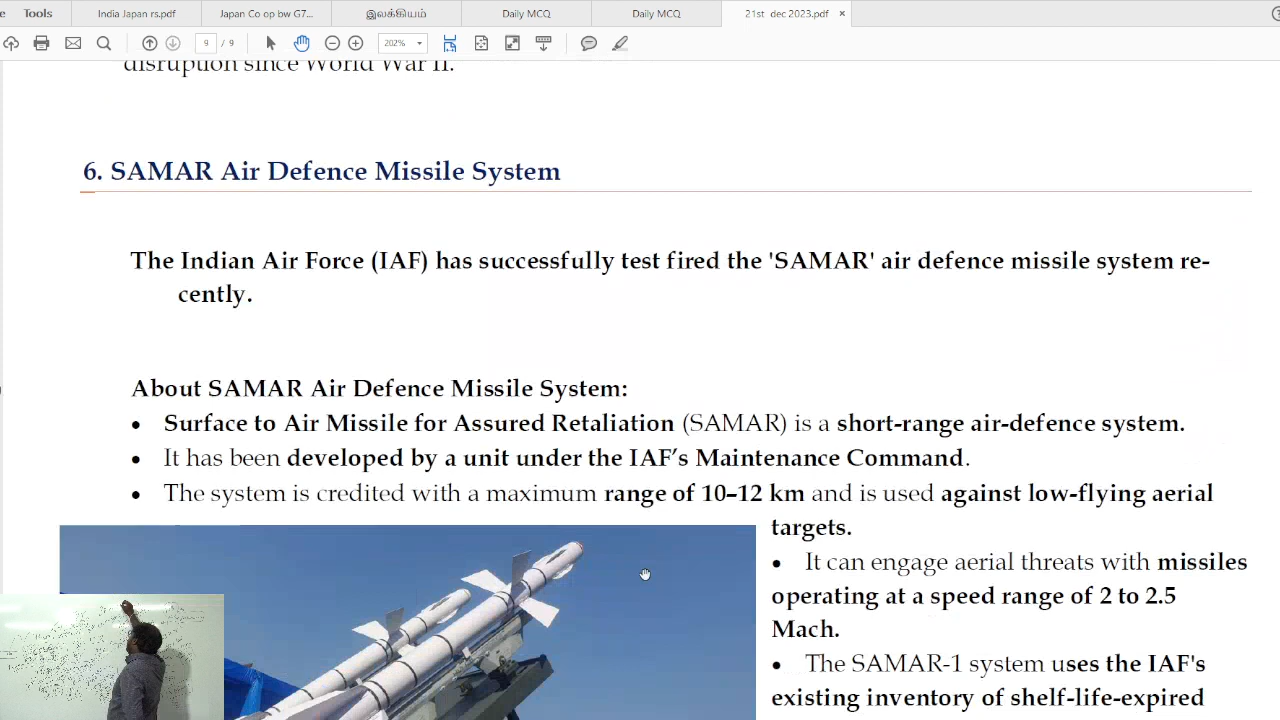 e Tools India Japan rs.pdf Japan Co op bw G7... இலக்கியம் Daily MCQ Daily MCQ 21st dec 2023.pdf ×
9 / 9 202%
disruption since World War II.
6. SAMAR Air Defence Missile System
The Indian Air Force (IAF) has successfully test fired the 'SAMAR' air defence missile system re-
cently.
About SAMAR Air Defence Missile System:
• Surface to Air Missile for Assured Retaliation (SAMAR) is a short-range air-defence system.
• It has been developed by a unit under the IAF’s Maintenance Command.
• The system is credited with a maximum range of 10–12 km and is used against low-flying aerial
targets.
• It can engage aerial threats with missiles
operating at a speed range of 2 to 2.5
Mach.
• The SAMAR-1 system uses the IAF's
existing inventory of shelf-life-expired